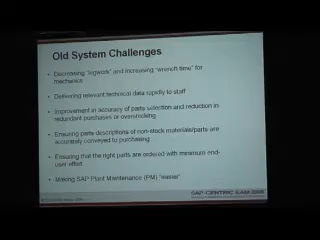 Old System Challenges
• Decreasing "legwork" and increasing "wrench-time" for
mechanics
• Delivering relevant technical data rapidly to staff
• Improvement in accuracy of parts selection and reduction in
redundant purchases or overstocking
• Ensuring parts descriptions of non-stock materials/parts are
accurately conveyed to purchasing
• Ensuring that the right parts are ordered with minimum end-
user effort
• Making SAP Plant Maintenance (PM) "easier"
SAP-CENTRIC EAM